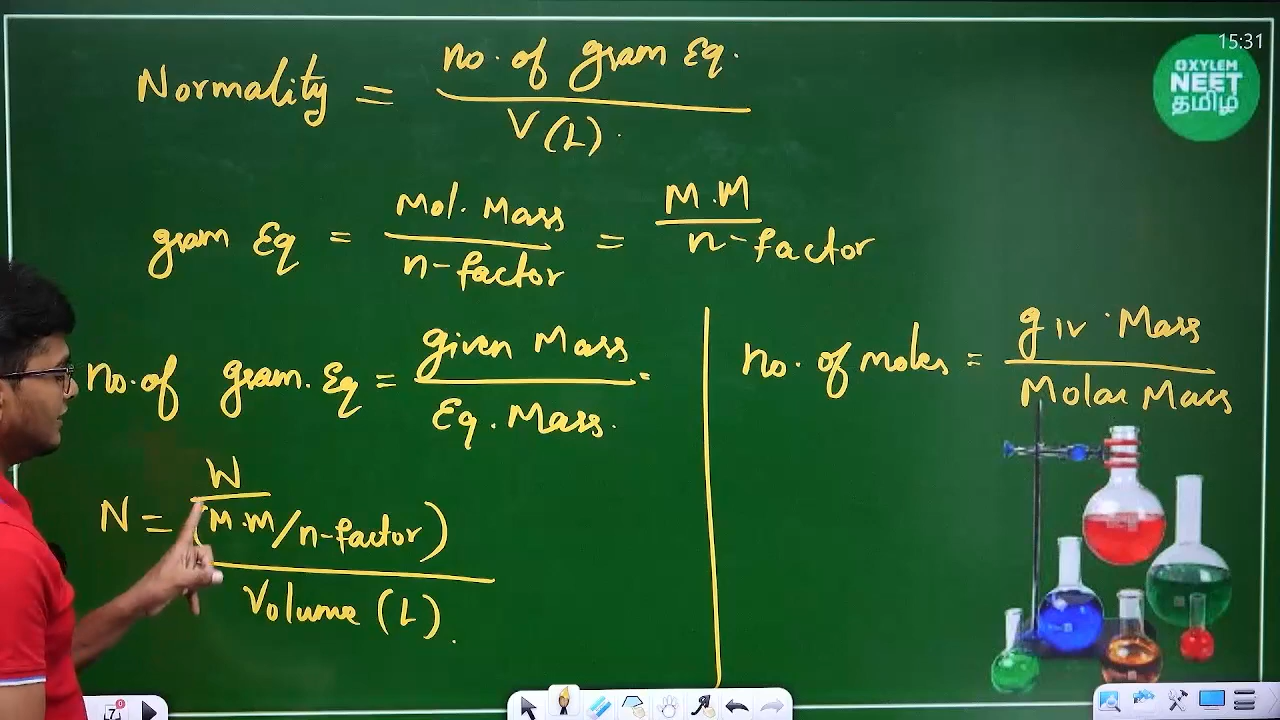 15:31
OXYLEM
NEET
தமிழ்
Normality = no. of gram Eq. / V(L).
gram Eq = Mol. Mass / n-factor = M.M / n-factor
no. of gram. Eq = given Mass / Eq. Mass.
no. of moles = giv. Mass / Molar Mass
N = W / (M.M/n-factor) / Volume (L).